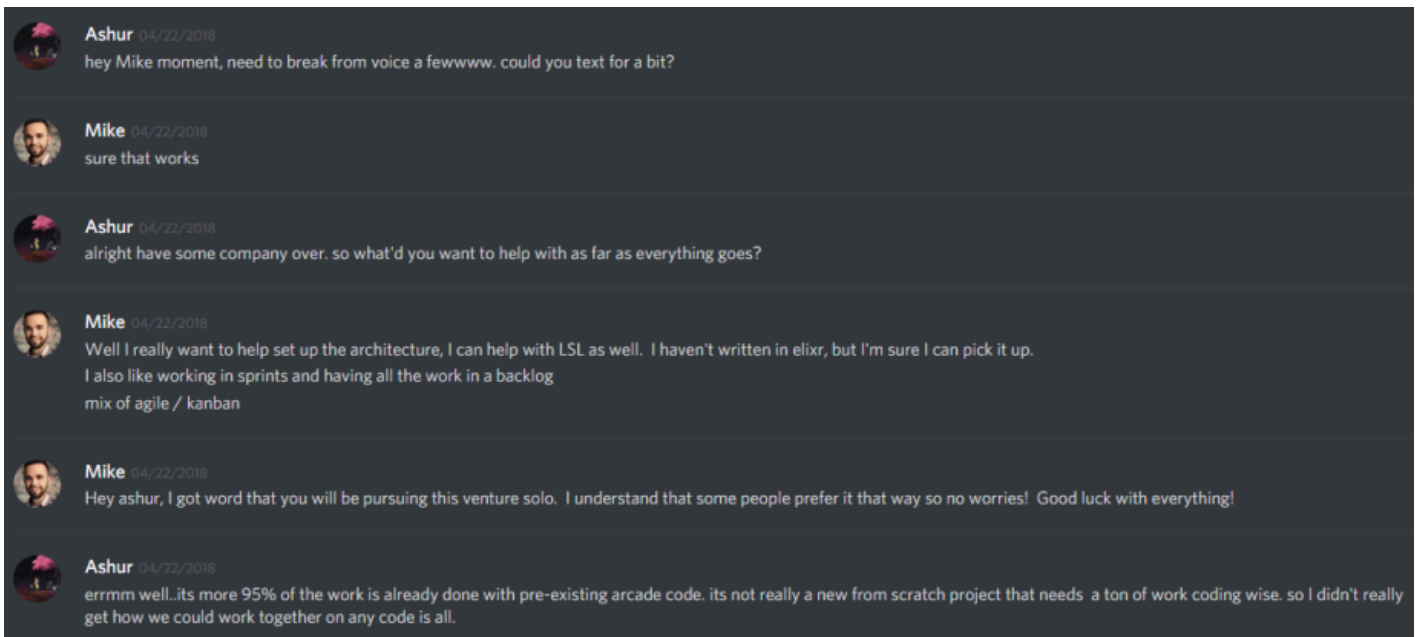 Ashur 04/22/2018
hey Mike moment, need to break from voice a fewwww. could you text for a bit?
Mike 04/22/2018
sure that works
Ashur 04/22/2018
alright have some company over. so what'd you want to help with as far as everything goes?
Mike 04/22/2018
Well I really want to help set up the architecture, I can help with LSL as well.  I haven't written in elixr, but I'm sure I can pick it up.
I also like working in sprints and having all the work in a backlog
mix of agile / kanban
Mike 04/22/2018
Hey ashur, I got word that you will be pursuing this venture solo.  I understand that some people prefer it that way so no worries!  Good luck with everything!
Ashur 04/22/2018
errmm well..its more 95% of the work is already done with pre-existing arcade code. its not really a new from scratch project that needs  a ton of work coding wise. so I didn't really
get how we could work together on any code is all.